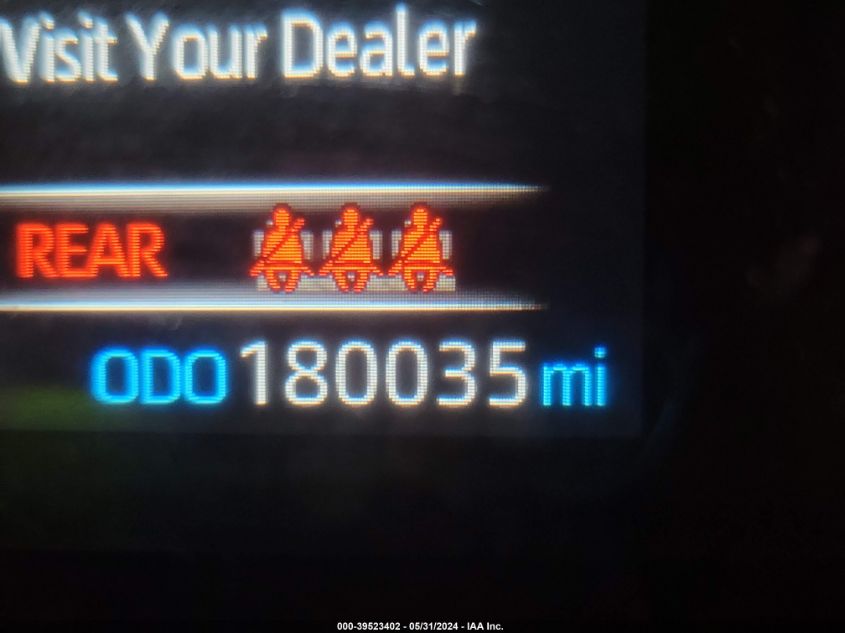 Visit Your Dealer
REAR
ODO 180035 mi
000-39523402 - 05/31/2024 - IAA Inc.